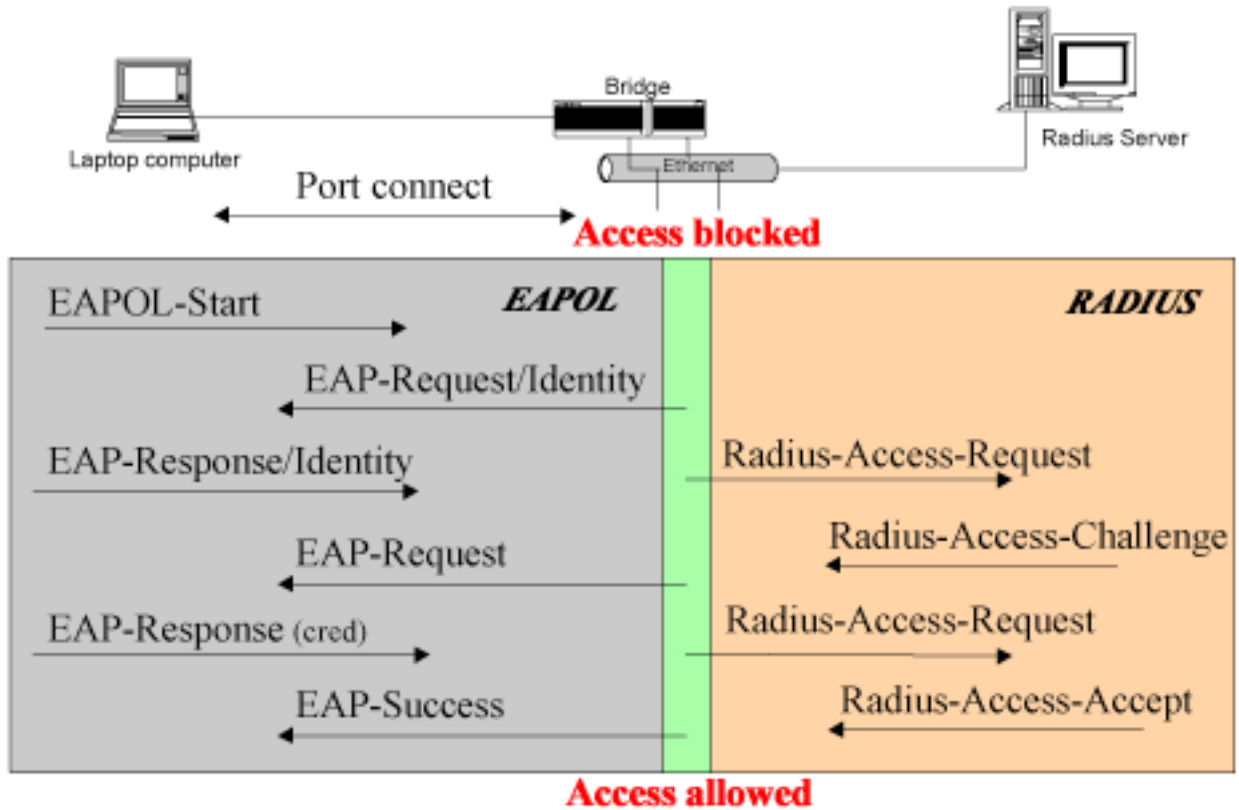 Bridge
Laptop computer
Radius Server
Ethernet
Port connect
Access blocked
EAPOL-Start
EAPOL
RADIUS
EAP-Request/Identity
EAP-Response/Identity
Radius-Access-Request
EAP-Request
Radius-Access-Challenge
EAP-Response (cred)
Radius-Access-Request
EAP-Success
Radius-Access-Accept
Access allowed